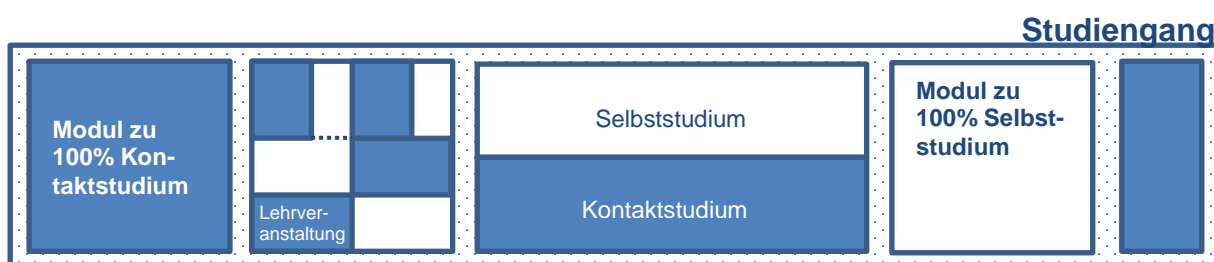 Studiengang
Modul zu
100% Kon-
taktstudium
Lehrver-
anstaltung
Selbststudium
Kontaktstudium
Modul zu
100% Selbst-
studium